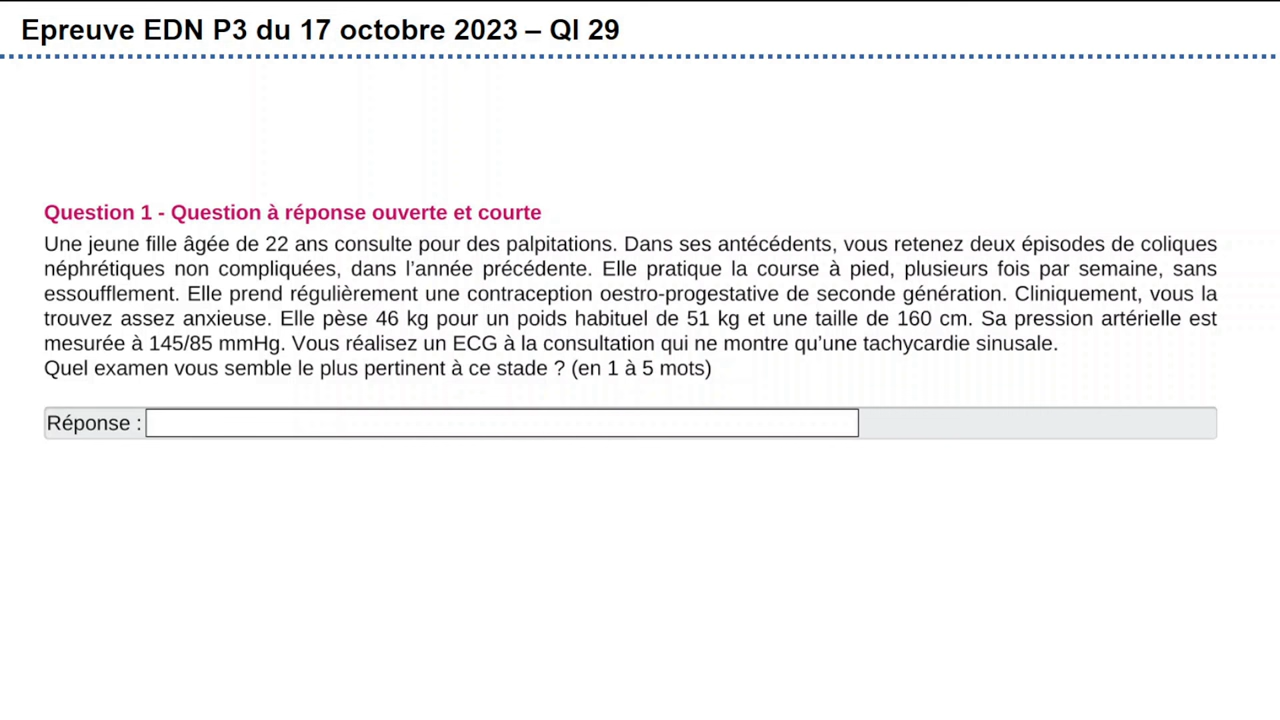 Epreuve EDN P3 du 17 octobre 2023 – QI 29
Question 1 - Question à réponse ouverte et courte
Une jeune fille âgée de 22 ans consulte pour des palpitations. Dans ses antécédents, vous retenez deux épisodes de coliques
néphrétiques non compliquées, dans l’année précédente. Elle pratique la course à pied, plusieurs fois par semaine, sans
essoufflement. Elle prend régulièrement une contraception oestro-progestative de seconde génération. Cliniquement, vous la
trouvez assez anxieuse. Elle pèse 46 kg pour un poids habituel de 51 kg et une taille de 160 cm. Sa pression artérielle est
mesurée à 145/85 mmHg. Vous réalisez un ECG à la consultation qui ne montre qu’une tachycardie sinusale.
Quel examen vous semble le plus pertinent à ce stade ? (en 1 à 5 mots)
Réponse :